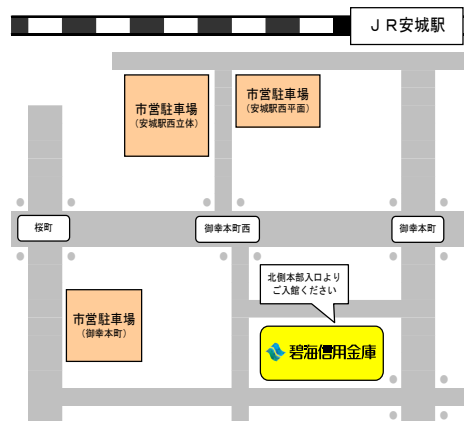 ＪＲ安城駅
市営駐車場
（安城駅西立体）
市営駐車場
（安城駅西平面）
桜町
御幸本町西
御幸本町
北側本部入口より
ご入館ください
市営駐車場
（御幸本町）
碧海信用金庫